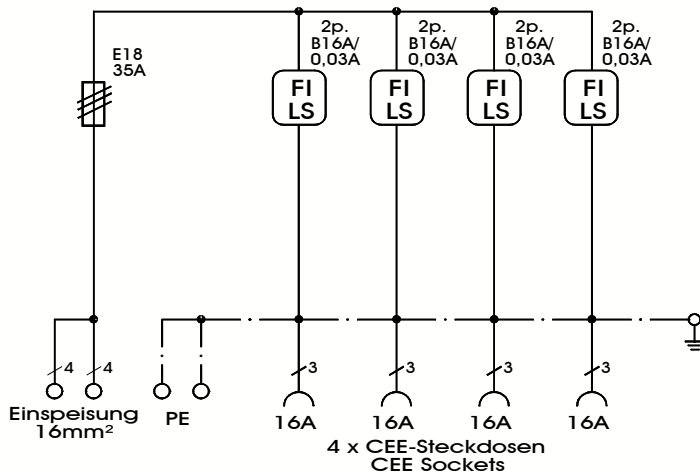 E18
35A
2p.
B16A/
0,03A
2p.
B16A/
0,03A
2p.
B16A/
0,03A
2p.
B16A/
0,03A
FI
LS
FI
LS
FI
LS
FI
LS
4
4
3
3
3
3
Einspeisung
16mm²
PE
16A
16A
16A
16A
4 x CEE-Steckdosen
CEE Sockets